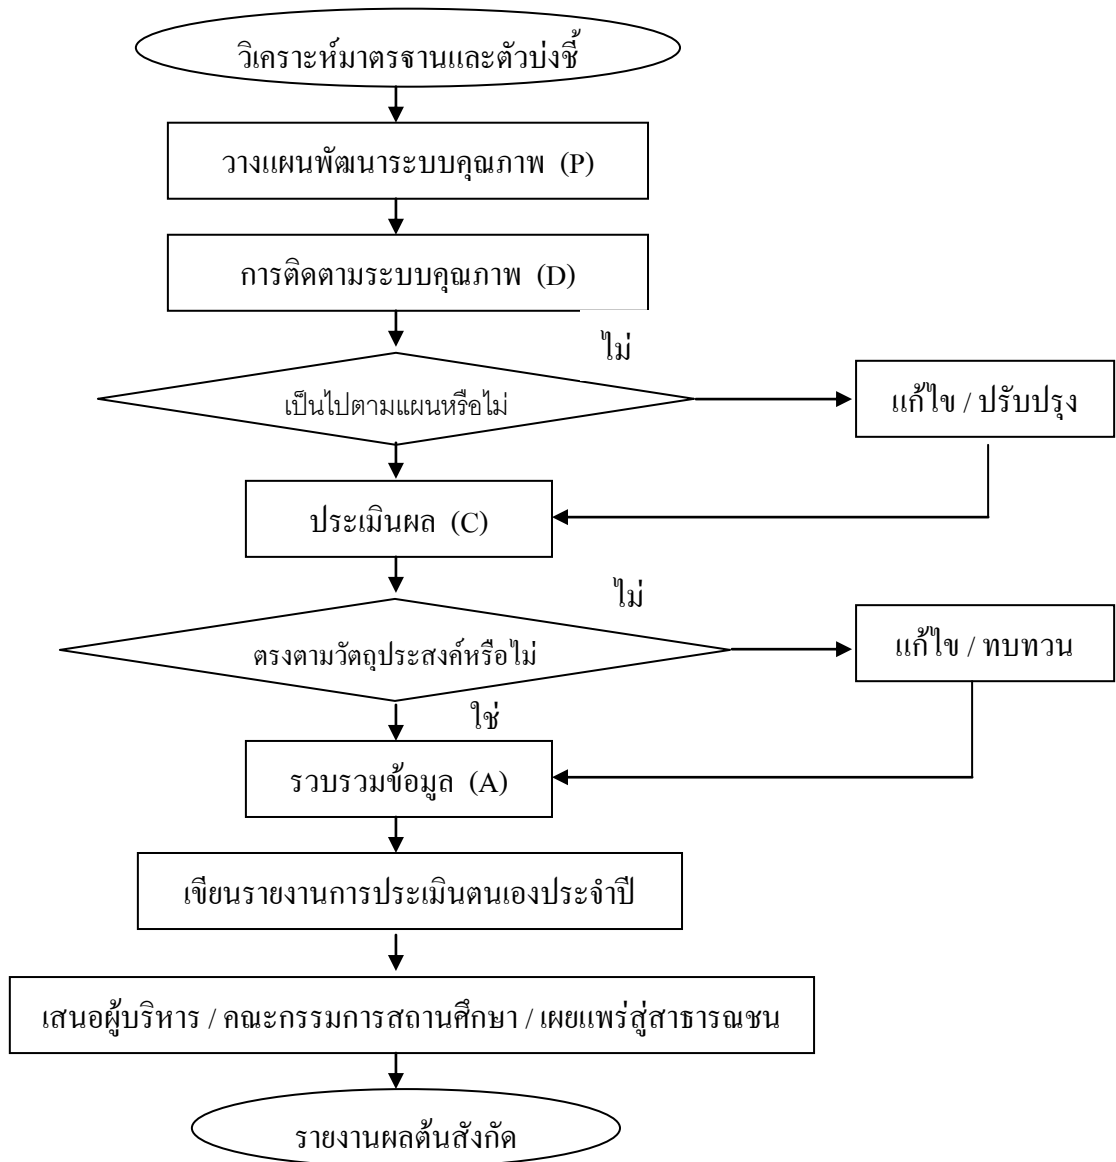 วิเคราะห์มาตรฐานและตัวบ่งชี้
วางแผนพัฒนาระบบคุณภาพ (P)
การติดตามระบบคุณภาพ (D)
ไม่
เป็นไปตามแผนหรือไม่
แก้ไข / ปรับปรุง
ประเมินผล (C)
ไม่
ตรงตามวัตถุประสงค์หรือไม่
แก้ไข / ทบทวน
ใช่
รวบรวมข้อมูล (A)
เขียนรายงานการประเมินตนเองประจำปี
เสนอผู้บริหาร / คณะกรรมการสถานศึกษา / เผยแพร่สู่สาธารณชน
รายงานผลต้นสังกัด